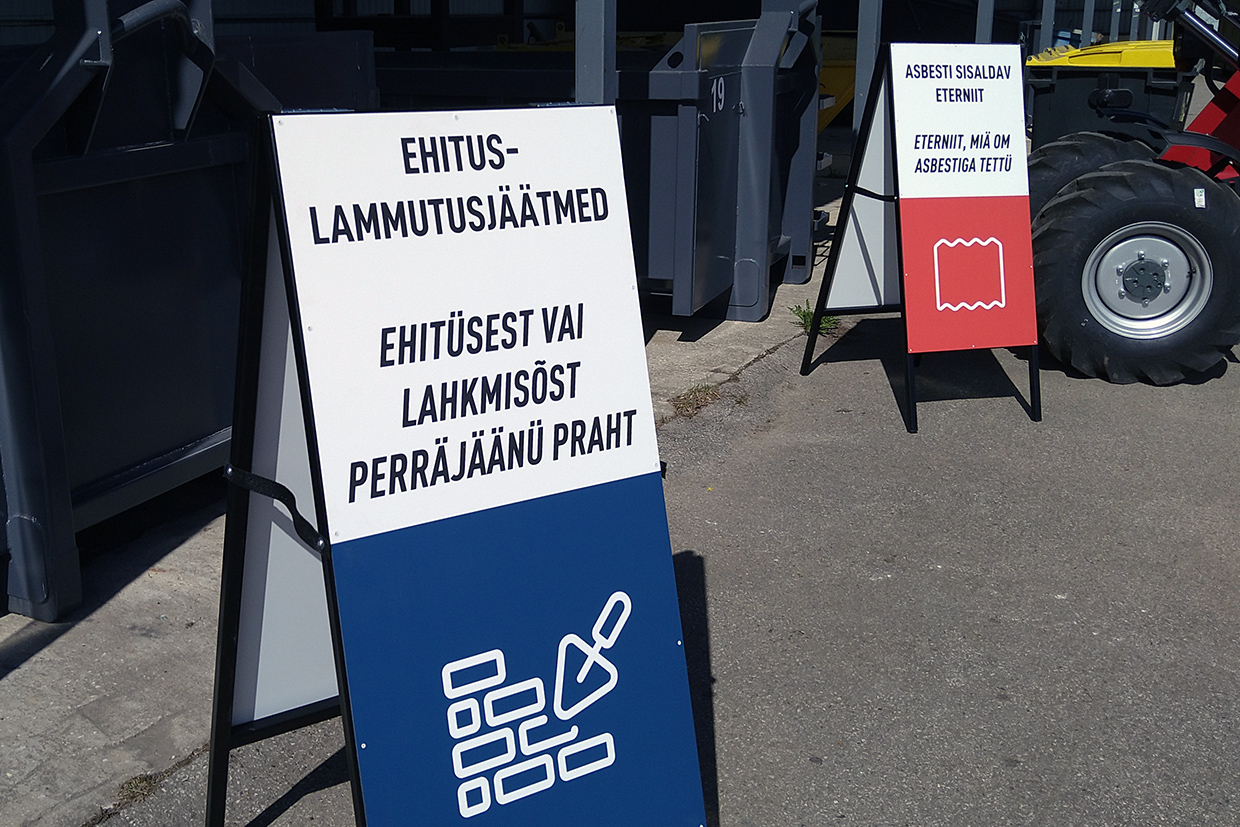 EHITUS-
LAMMUTUSJÄÄTMED
EHITÜSEST VAI
LAHKMISÕST
PERRÄJÄÄNÜ PRAHT
19
ASBESTI SISALDAV
ETERNIIT
ETERNIIT, MIÄ OM
ASBESTIGA TETTÜ